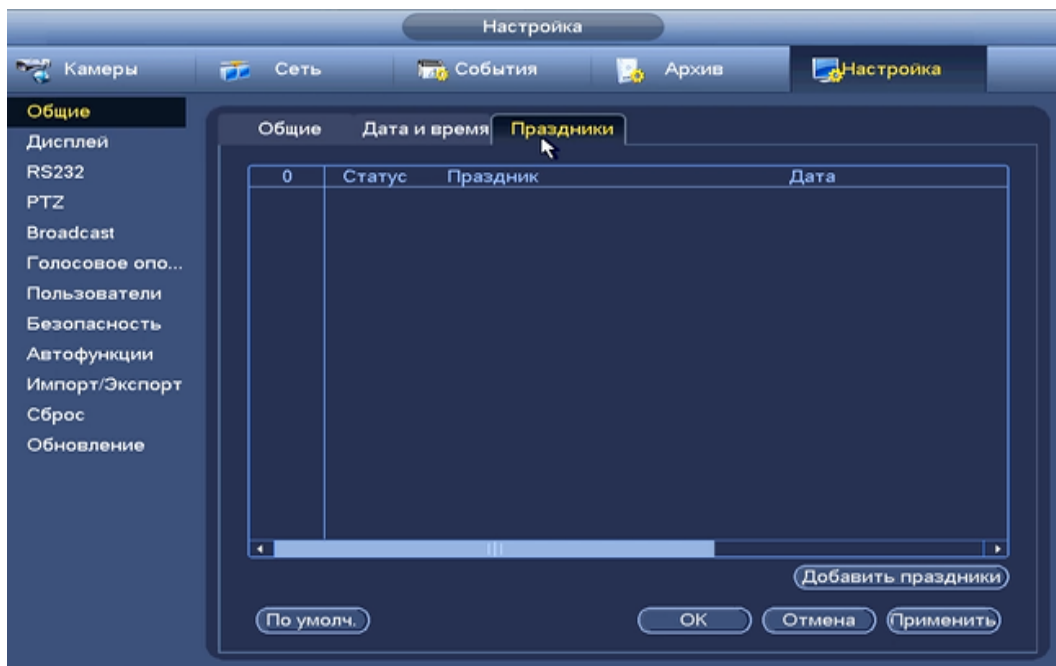 Настройка
Камеры Сеть События Архив Настройка
Общие
Дисплей
RS232
PTZ
Broadcast
Голосовое опо...
Пользователи
Безопасность
Автофункции
Импорт/Экспорт
Сброс
Обновление
Общие Дата и время Праздники
0 Статус Праздник Дата
Добавить праздники
По умолч. OK Отмена Применить